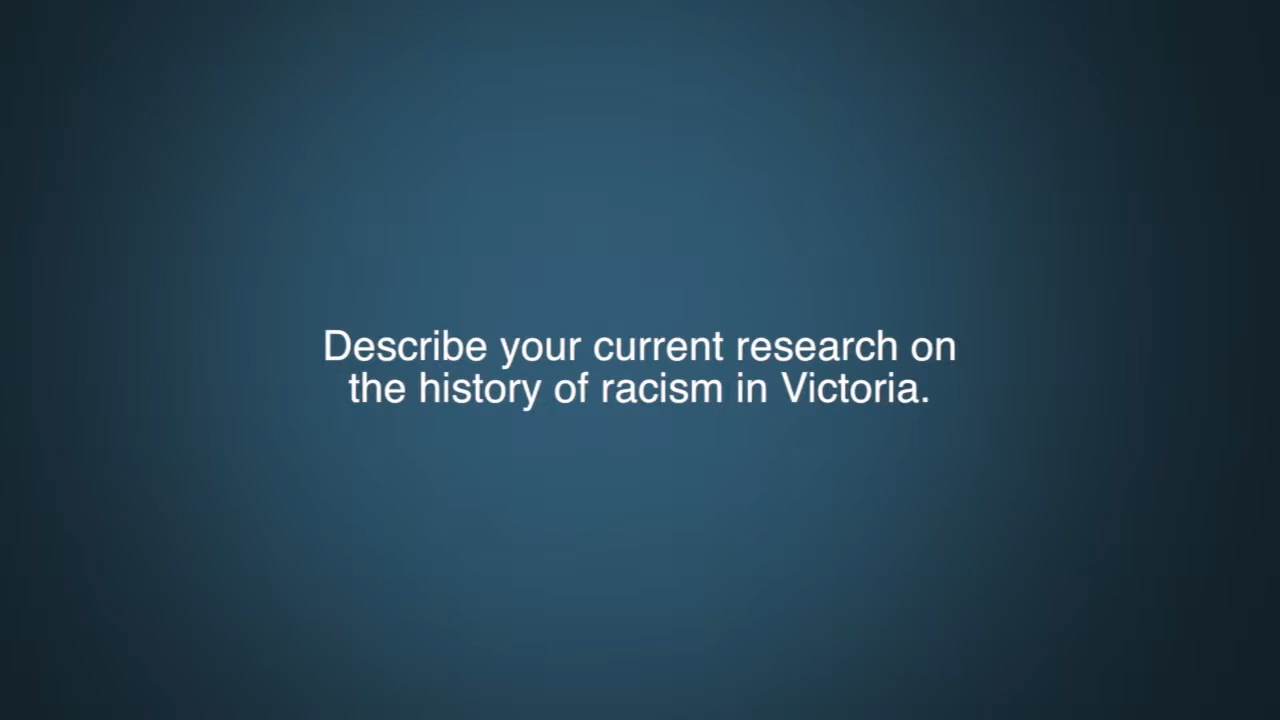 Describe your current research on
the history of racism in Victoria.